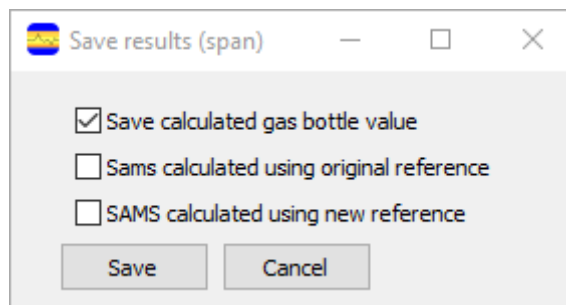 Save results (span)
Save calculated gas bottle value
Sams calculated using original reference
SAMS calculated using new reference
Save Cancel